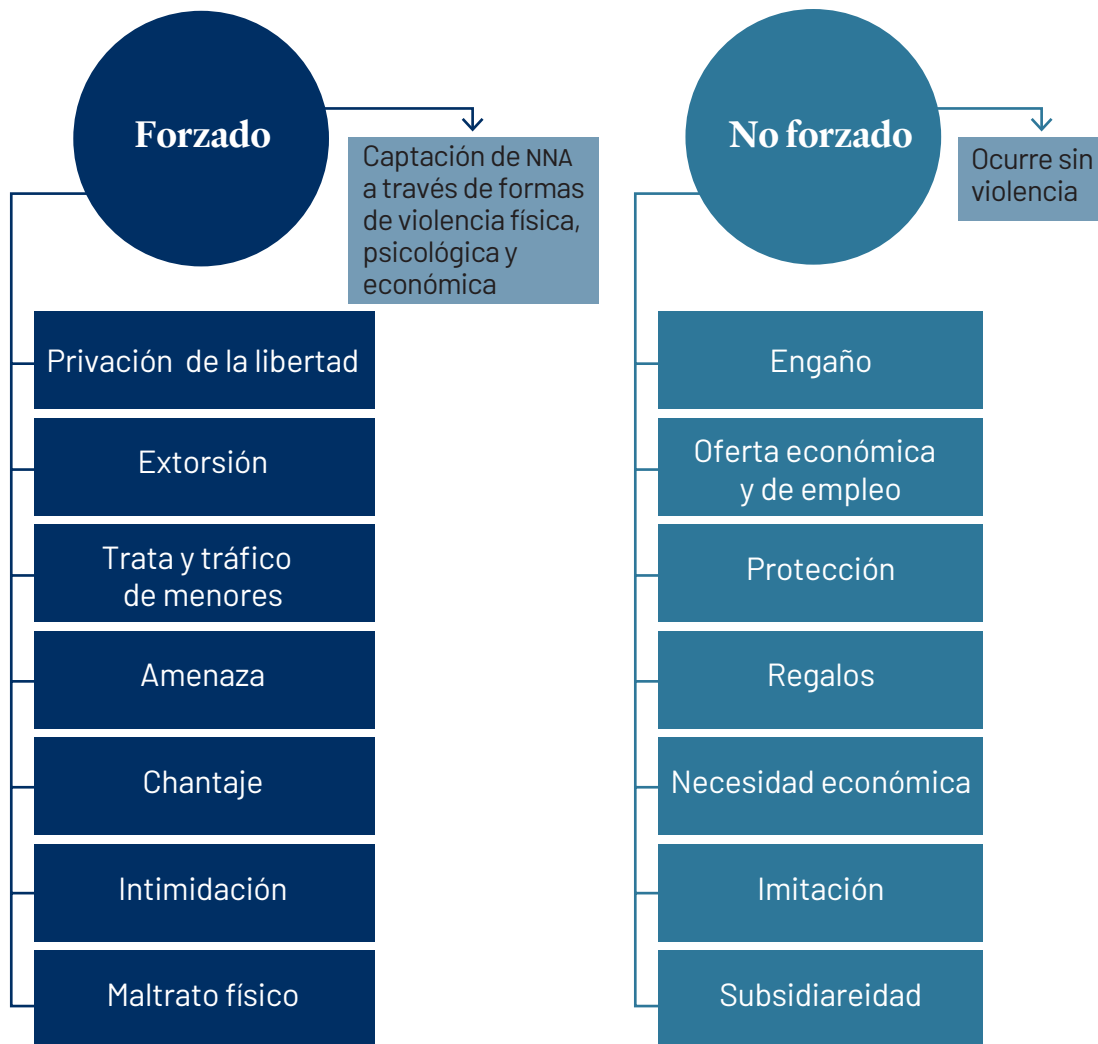 Forzado
Captación de NNA
a través de formas
de violencia física,
psicológica y
económica
Privación de la libertad
Extorsión
Trata y tráfico
de menores
Amenaza
Chantaje
Intimidación
Maltrato físico
No forzado
Ocurre sin
violencia
Engaño
Oferta económica
y de empleo
Protección
Regalos
Necesidad económica
Imitación
Subsidiareidad